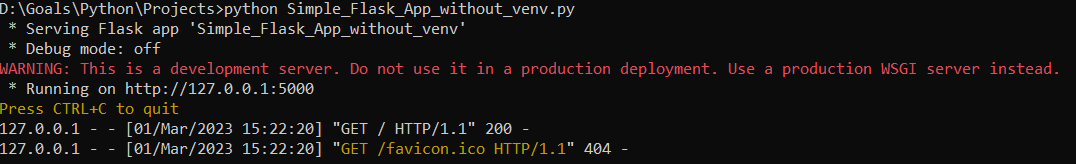 D:\Goals\Python\Projects>python Simple_Flask_App_without_venv.py
 * Serving Flask app 'Simple_Flask_App_without_venv'
 * Debug mode: off
WARNING: This is a development server. Do not use it in a production deployment. Use a production WSGI server instead.
 * Running on http://127.0.0.1:5000
Press CTRL+C to quit
127.0.0.1 - - [01/Mar/2023 15:22:20] "GET / HTTP/1.1" 200 -
127.0.0.1 - - [01/Mar/2023 15:22:20] "GET /favicon.ico HTTP/1.1" 404 -